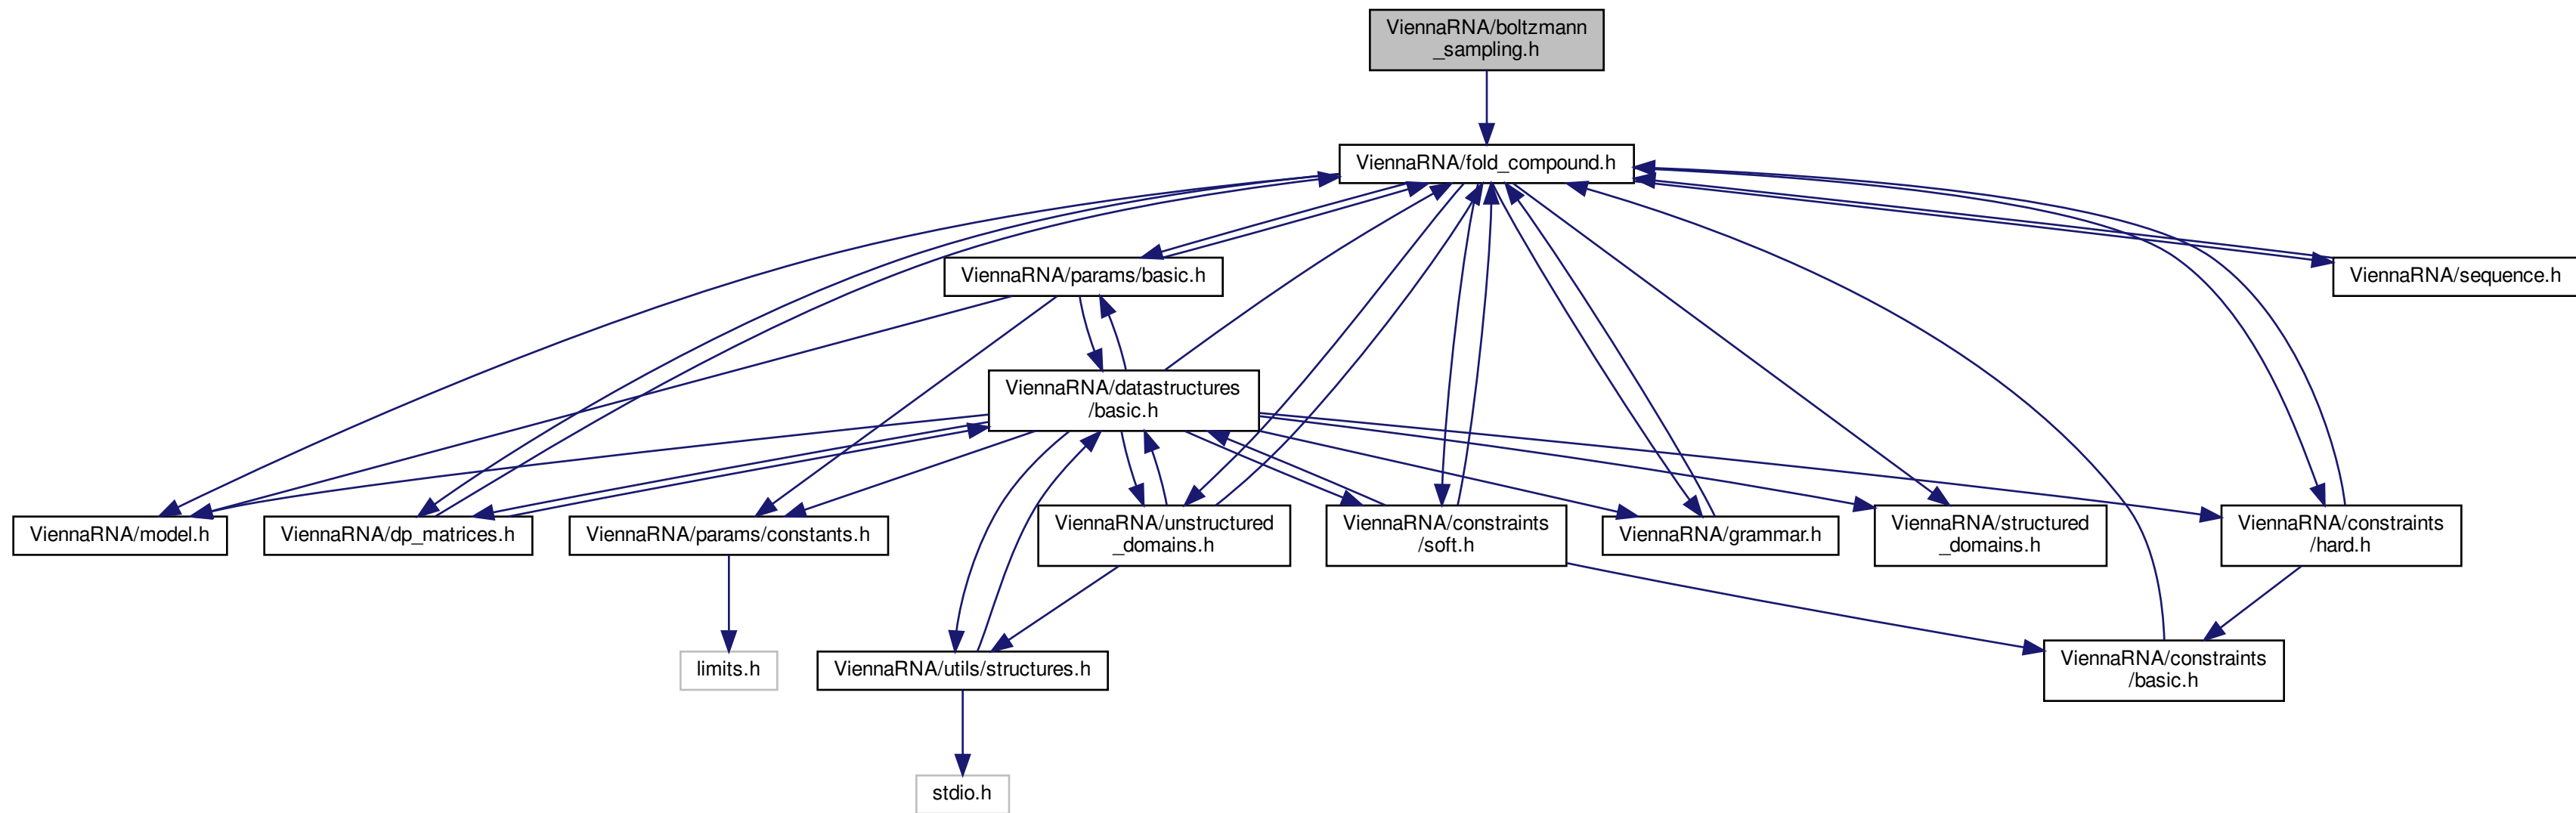 ViennaRNA/boltzmann
_sampling.h
ViennaRNA/fold_compound.h
ViennaRNA/params/basic.h
ViennaRNA/sequence.h
ViennaRNA/datastructures
/basic.h
ViennaRNA/model.h
ViennaRNA/dp_matrices.h
ViennaRNA/params/constants.h
ViennaRNA/unstructured
_domains.h
ViennaRNA/constraints
/soft.h
ViennaRNA/grammar.h
ViennaRNA/structured
_domains.h
ViennaRNA/constraints
/hard.h
limits.h
ViennaRNA/utils/structures.h
ViennaRNA/constraints
/basic.h
stdio.h